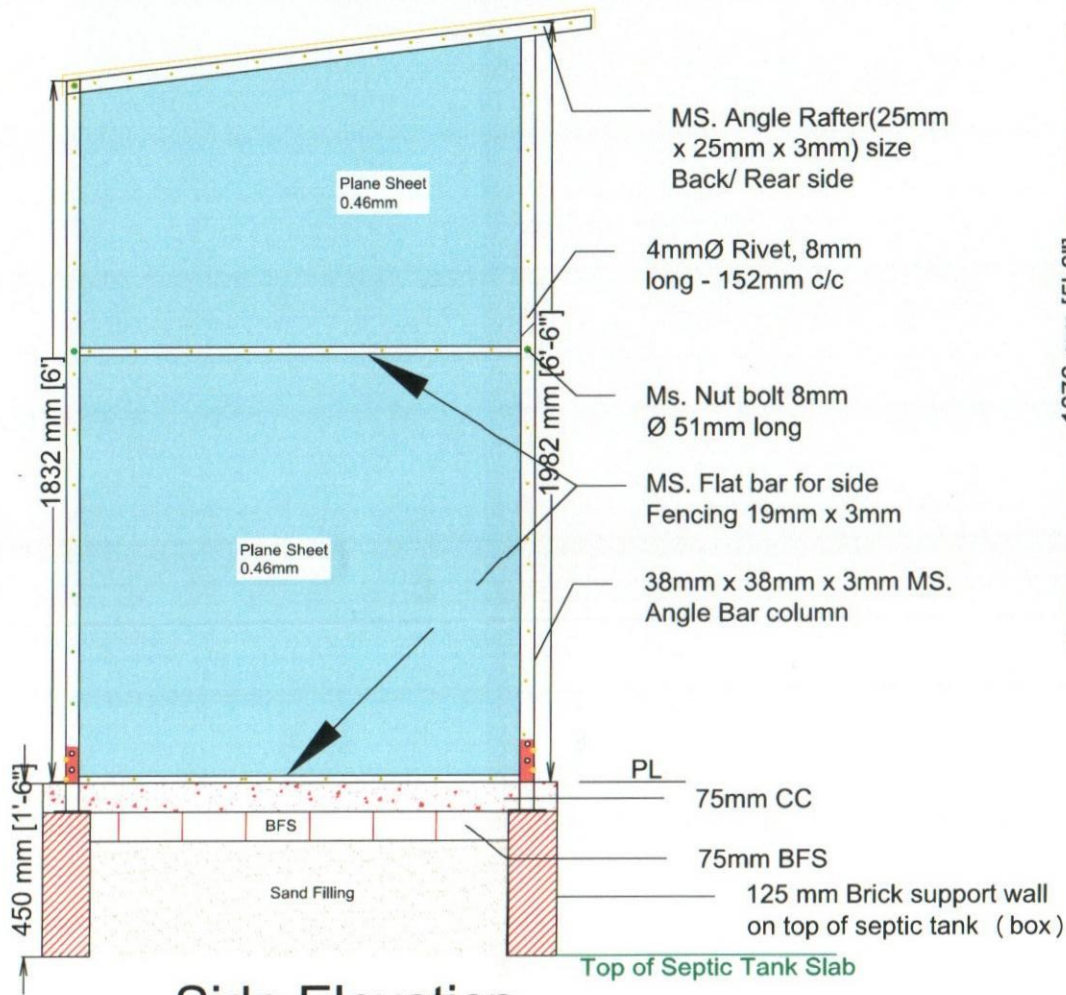 MS. Angle Rafter(25mm
x 25mm x 3mm) size
Back/ Rear side
Plane Sheet
0.46mm
4mmØ Rivet, 8mm
long - 152mm c/c
1832 mm [6']
1982 mm [6'-6"]
Ms. Nut bolt 8mm
Ø 51mm long
MS. Flat bar for side
Fencing 19mm x 3mm
Plane Sheet
0.46mm
38mm x 38mm x 3mm MS.
Angle Bar column
PL
75mm CC
BFS
75mm BFS
450 mm [1'-6"]
Sand Filling
125 mm Brick support wall
on top of septic tank (box)
Top of Septic Tank Slab
Side Elevation